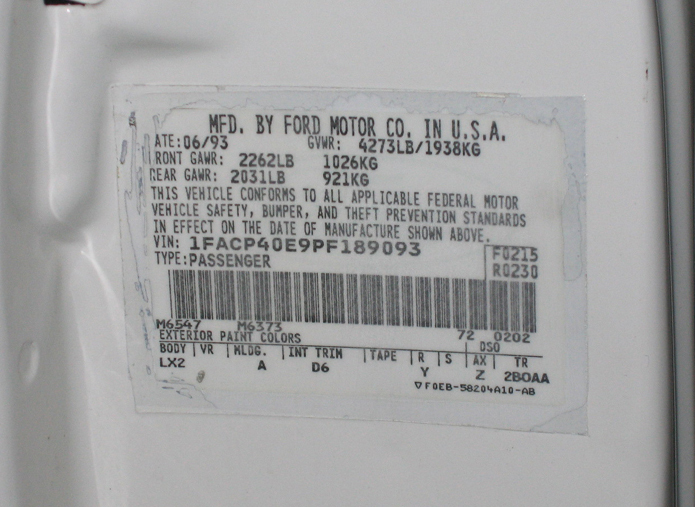 MFD. BY FORD MOTOR CO. IN U.S.A.
ATE: 06/93 GVWR: 4273LB/1938KG
RONT GAWR: 2262LB 1026KG
REAR GAWR: 2031LB 921KG
THIS VEHICLE CONFORMS TO ALL APPLICABLE FEDERAL MOTOR
VEHICLE SAFETY, BUMPER, AND THEFT PREVENTION STANDARDS
IN EFFECT ON THE DATE OF MANUFACTURE SHOWN ABOVE.
VIN: 1FACP40E9PF189093 F0215
TYPE: PASSENGER R0230
M6547 M6373 72 0202
EXTERIOR PAINT COLORS DSO
BODY | VR | MLDG. | INT TRIM | TAPE | R | S | AX | TR
LX2 A D6 Y Z 2B0AA
▽F0EB-58204A10-AB